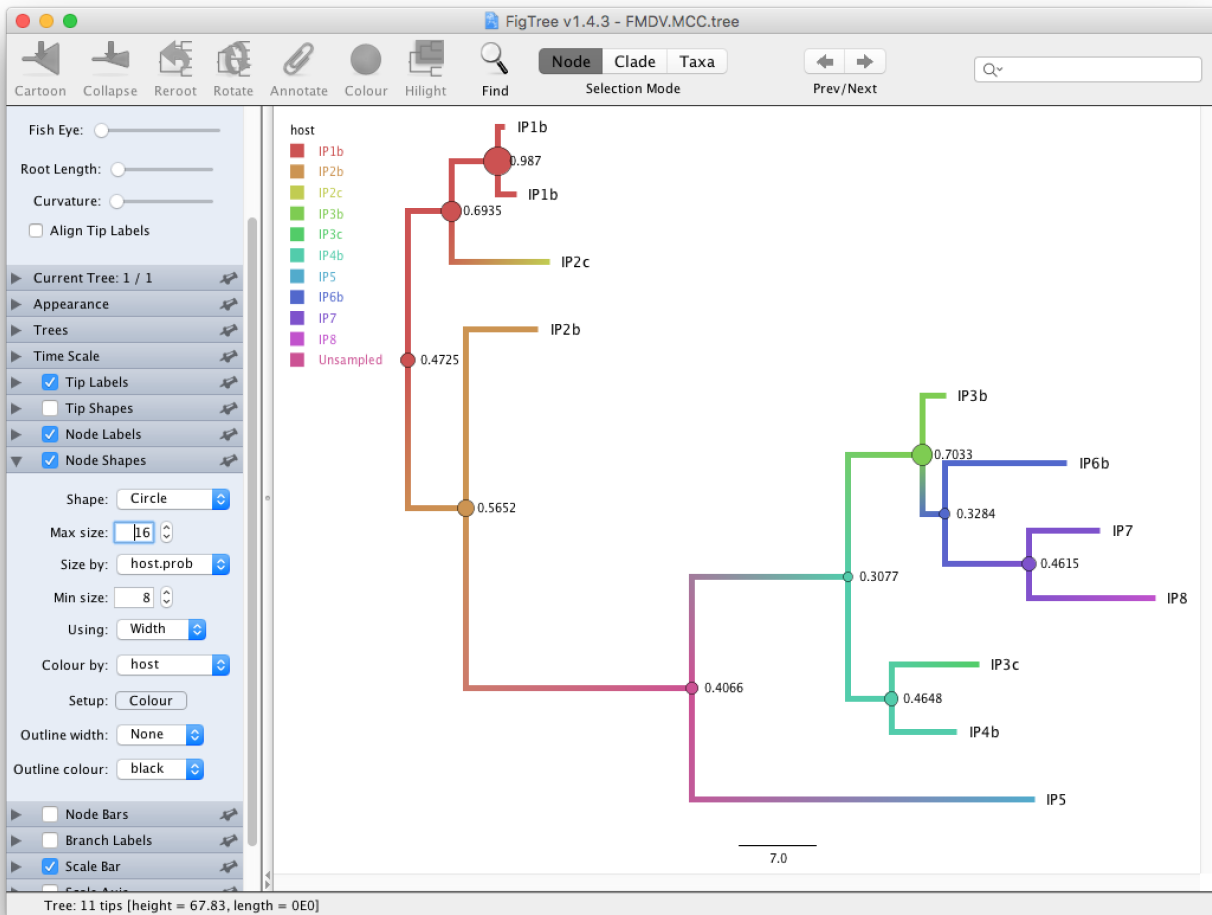 FigTree v1.4.3 - FMDV.MCC.tree
Cartoon Collapse Reroot Rotate Annotate Colour Hilight Find
Node Clade Taxa
Selection Mode
Prev/Next
Fish Eye:
Root Length:
Curvature:
Align Tip Labels
Current Tree: 1 / 1
Appearance
Trees
Time Scale
Tip Labels
Tip Shapes
Node Labels
Node Shapes
Shape: Circle
Max size: 16
Size by: host.prob
Min size: 8
Using: Width
Colour by: host
Setup: Colour
Outline width: None
Outline colour: black
Node Bars
Branch Labels
Scale Bar
Scale Axis
host
IP1b
IP2b
IP2c
IP3b
IP3c
IP4b
IP5
IP6b
IP7
IP8
Unsampled
IP1b
0.987
IP1b
0.6935
IP2c
IP2b
0.4725
IP3b
0.7033
IP6b
0.5652
0.3284
IP7
0.4615
0.3077
IP8
IP3c
0.4066
0.4648
IP4b
IP5
7.0
Tree: 11 tips [height = 67.83, length = 0E0]